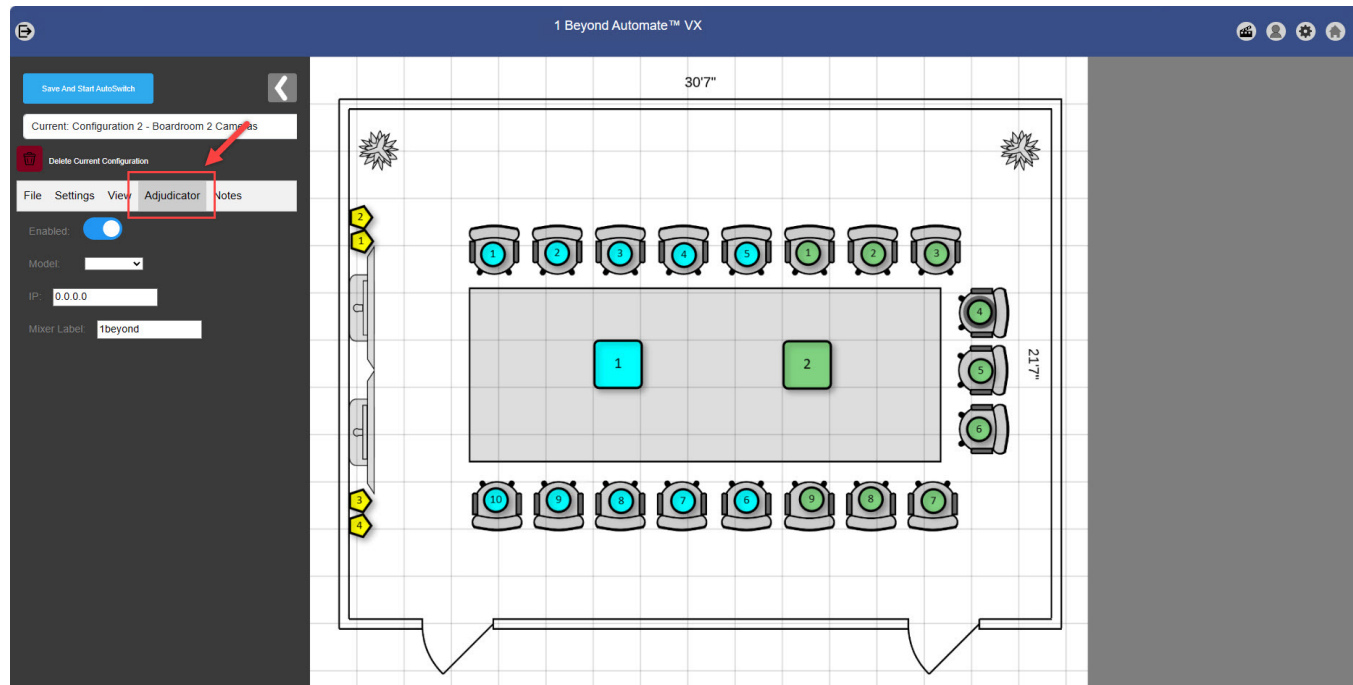 1 Beyond Automate™ VX
Save And Start AutoSwitch
Current: Configuration 2 - Boardroom 2 Cameras
Delete Current Configuration
File Settings View Adjudicator Notes
Enabled:
Model:
IP: 0.0.0.0
Mixer Label: 1beyond
30'7"
2
1
1 2 3 4 5 1 2 3
4
1 2
5
21'7"
6
3
10 9 8 7 6 9 8 7
4